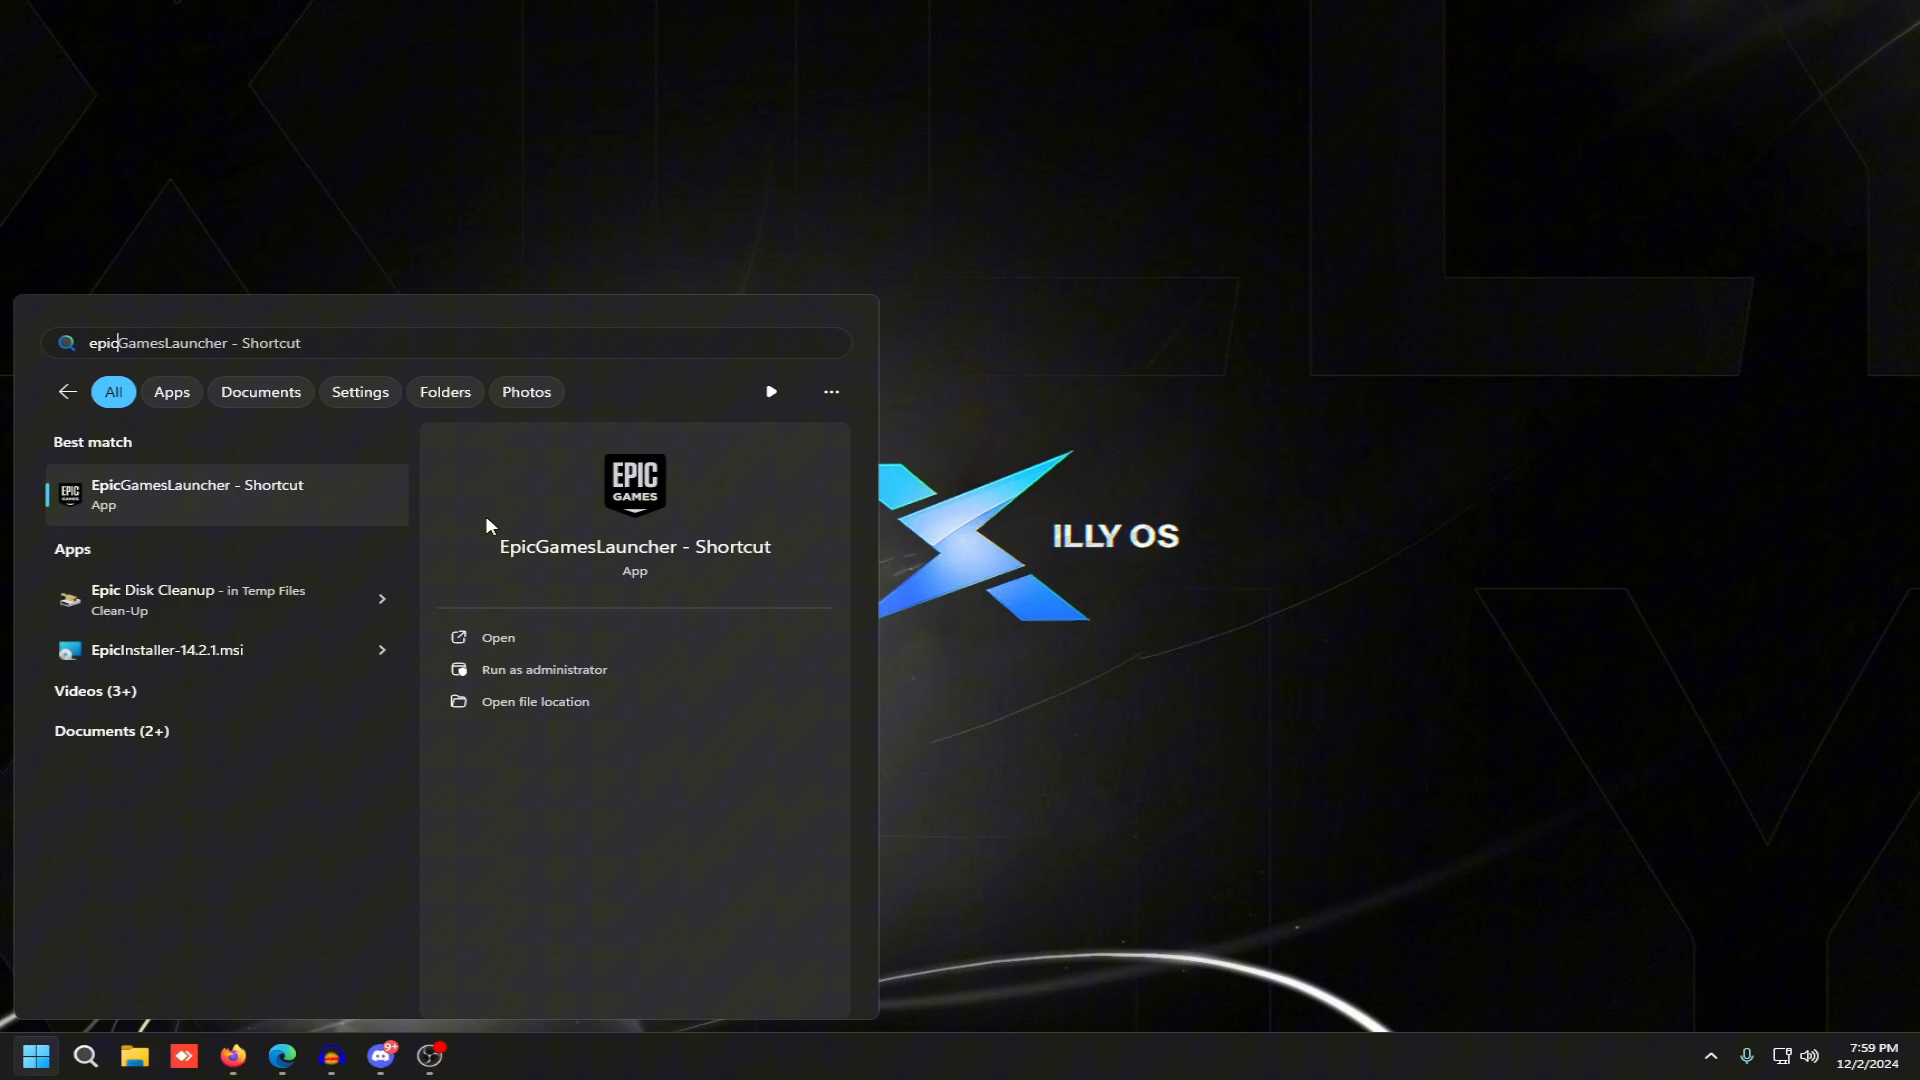 epicGamesLauncher - Shortcut
All
Apps
Documents
Settings
Folders
Photos
Best match
EpicGamesLauncher - Shortcut
App
Apps
Epic Disk Cleanup - in Temp Files
Clean-Up
EpicInstaller-14.2.1.msi
Videos (3+)
Documents (2+)
EPIC
GAMES
EPIC
GAMES
EpicGamesLauncher - Shortcut
App
Open
Run as administrator
Open file location
ILLY OS
9+
7:59 PM
12/2/2024